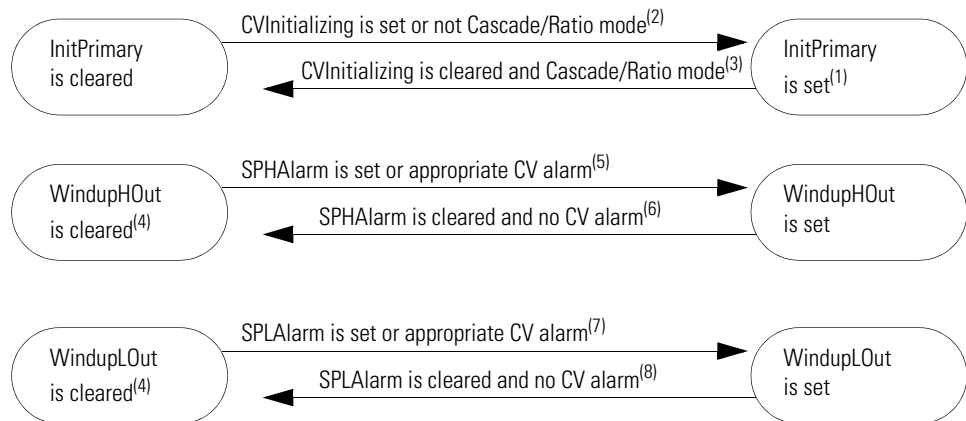 CVInitializing is set or not Cascade/Ratio mode(2)
InitPrimary
is cleared
InitPrimary
is set(1)
CVInitializing is cleared and Cascade/Ratio mode(3)
SPHAlarm is set or appropriate CV alarm(5)
WindupHOut
is cleared(4)
WindupHOut
is set
SPHAlarm is cleared and no CV alarm(6)
SPLAlarm is set or appropriate CV alarm(7)
WindupLOut
is cleared(4)
WindupLOut
is set
SPLAlarm is cleared and no CV alarm(8)